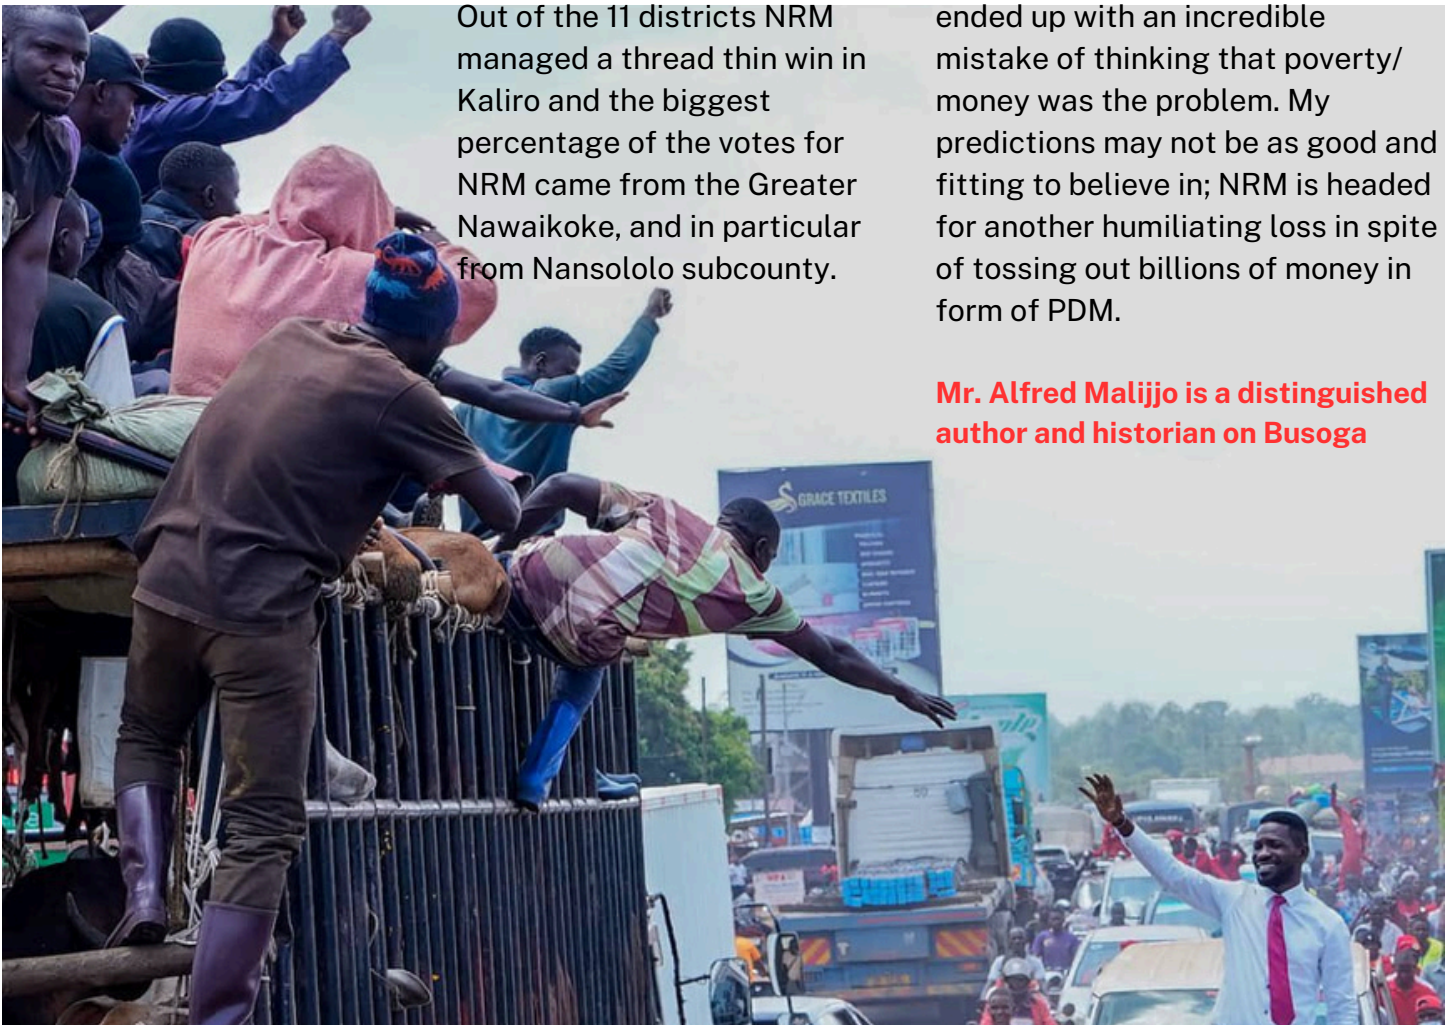 Out of the 11 districts NRM
managed a thread thin win in
Kaliro and the biggest
percentage of the votes for
NRM came from the Greater
Nawaikoke, and in particular
from Nansololo subcounty.
ended up with an incredible
mistake of thinking that poverty/
money was the problem. My
predictions may not be as good and
fitting to believe in; NRM is headed
for another humiliating loss in spite
of tossing out billions of money in
form of PDM.
Mr. Alfred Malijjo is a distinguished
author and historian on Busoga
GRACE TEXTILES